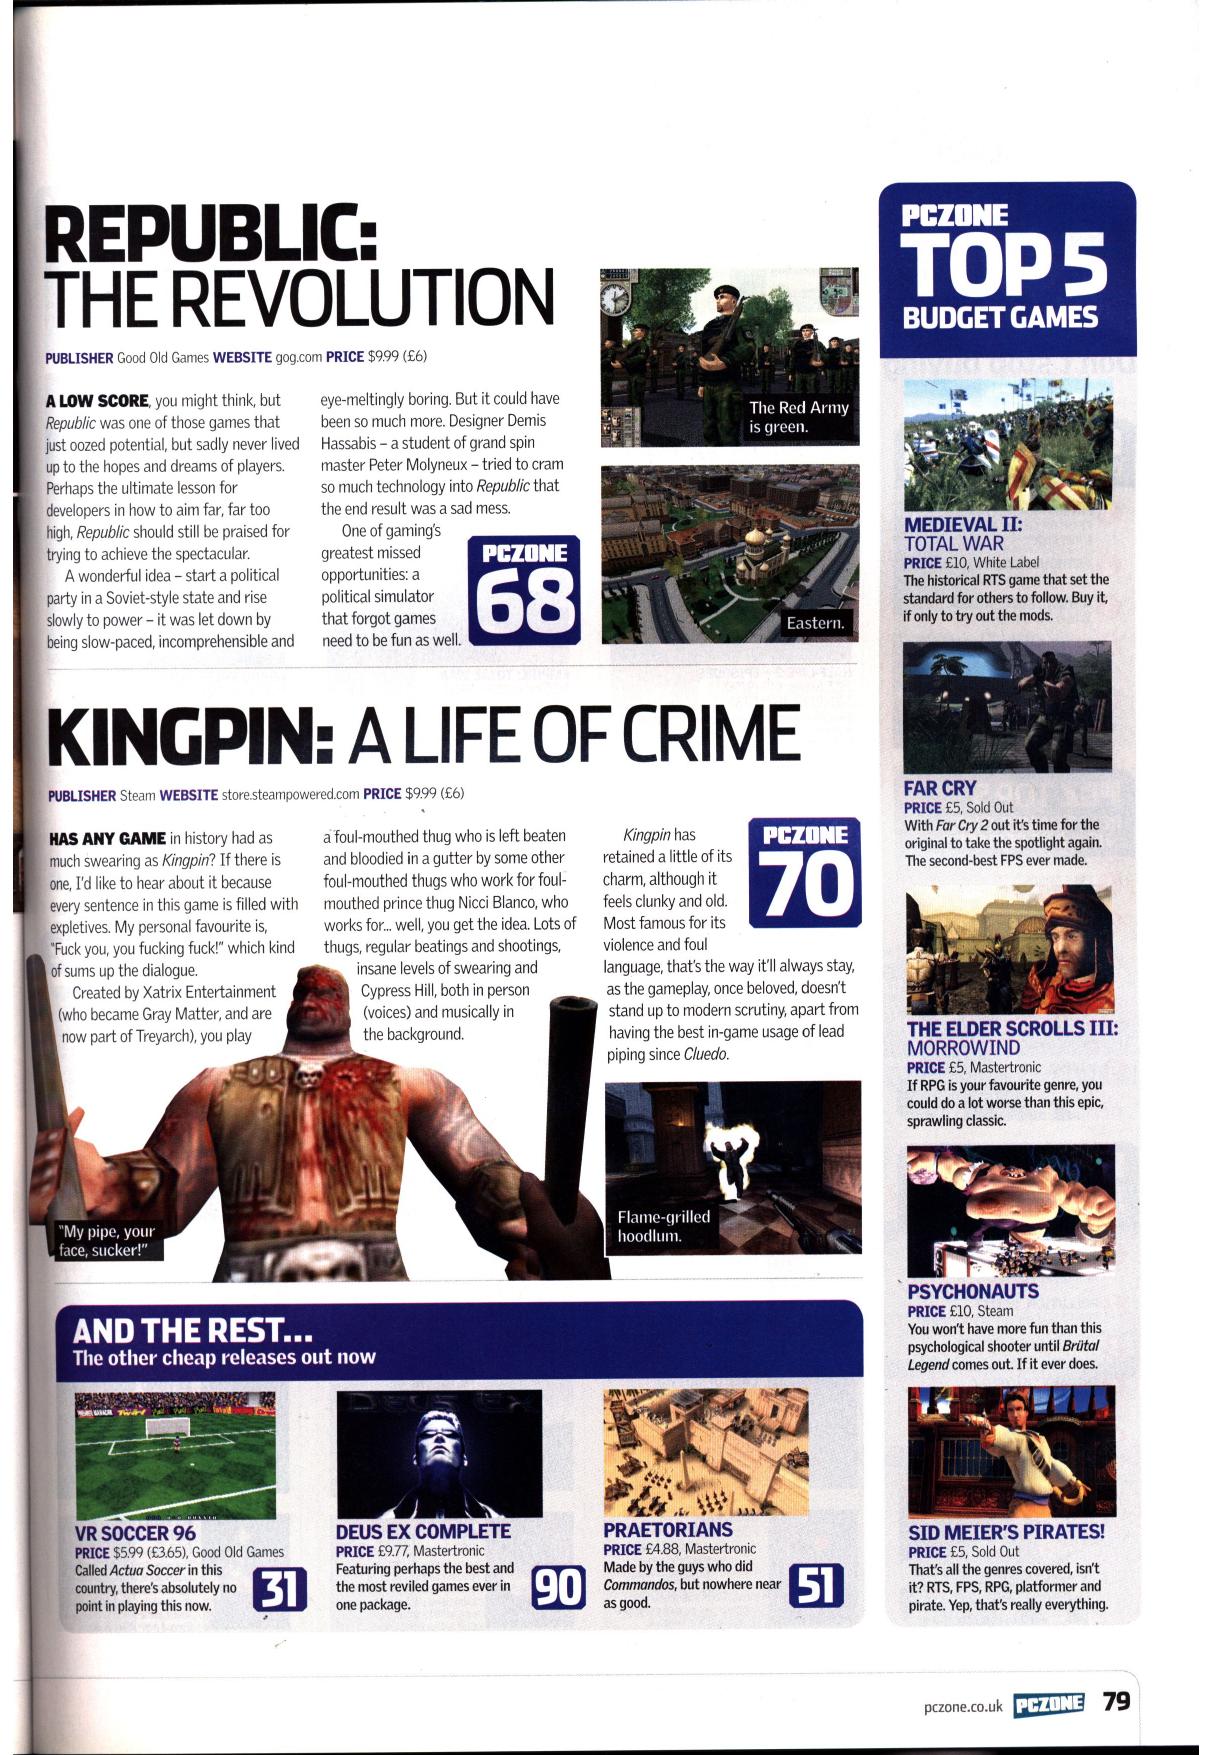 REPUBLIC:
THE REVOLUTION
PUBLISHER Good Old Games WEBSITE gog.com PRICE $9.99 (£6)
A LOW SCORE, you might think, but
Republic was one of those games that
just oozed potential, but sadly never lived
up to the hopes and dreams of players.
Perhaps the ultimate lesson for
developers in how to aim far, far too
high, Republic should still be praised for
trying to achieve the spectacular.
A wonderful idea – start a political
party in a Soviet-style state and rise
slowly to power – it was let down by
being slow-paced, incomprehensible and
eye-meltingly boring. But it could have
been so much more. Designer Demis
Hassabis – a student of grand spin
master Peter Molyneux – tried to cram
so much technology into Republic that
the end result was a sad mess.
One of gaming's
greatest missed
opportunities: a
political simulator
that forgot games
need to be fun as well.
PCZONE
68
The Red Army
is green.
Eastern.
KINGPIN: A LIFE OF CRIME
PUBLISHER Steam WEBSITE store.steampowered.com PRICE $9.99 (£6)
HAS ANY GAME in history had as
much swearing as Kingpin? If there is
one, I'd like to hear about it because
every sentence in this game is filled with
expletives. My personal favourite is,
"Fuck you, you fucking fuck!" which kind
of sums up the dialogue.
Created by Xatrix Entertainment
(who became Gray Matter, and are
now part of Treyarch), you play
a foul-mouthed thug who is left beaten
and bloodied in a gutter by some other
foul-mouthed thugs who work for foul-
mouthed prince thug Nicci Blanco, who
works for... well, you get the idea. Lots of
thugs, regular beatings and shootings,
insane levels of swearing and
Cypress Hill, both in person
(voices) and musically in
the background.
Kingpin has
retained a little of its
charm, although it
feels clunky and old.
Most famous for its
violence and foul
language, that's the way it'll always stay,
as the gameplay, once beloved, doesn't
stand up to modern scrutiny, apart from
having the best in-game usage of lead
piping since Cluedo.
PCZONE
70
"My pipe, your
face, sucker!"
Flame-grilled
hoodlum.
AND THE REST...
The other cheap releases out now
VR SOCCER 96
PRICE $5.99 (£3.65), Good Old Games
Called Actua Soccer in this
country, there's absolutely no
point in playing this now.
31
DEUS EX COMPLETE
PRICE £9.77, Mastertronic
Featuring perhaps the best and
the most reviled games ever in
one package.
90
PRAETORIANS
PRICE £4.88, Mastertronic
Made by the guys who did
Commandos, but nowhere near
as good.
51
PCZONE
TOP 5
BUDGET GAMES
MEDIEVAL II:
TOTAL WAR
PRICE £10, White Label
The historical RTS game that set the
standard for others to follow. Buy it,
if only to try out the mods.
FAR CRY
PRICE £5, Sold Out
With Far Cry 2 out it's time for the
original to take the spotlight again.
The second-best FPS ever made.
THE ELDER SCROLLS III:
MORROWIND
PRICE £5, Mastertronic
If RPG is your favourite genre, you
could do a lot worse than this epic,
sprawling classic.
PSYCHONAUTS
PRICE £10, Steam
You won't have more fun than this
psychological shooter until Brütal
Legend comes out. If it ever does.
SID MEIER'S PIRATES!
PRICE £5, Sold Out
That's all the genres covered, isn't
it? RTS, FPS, RPG, platformer and
pirate. Yep, that's really everything.
pczone.co.uk PCZONE 79